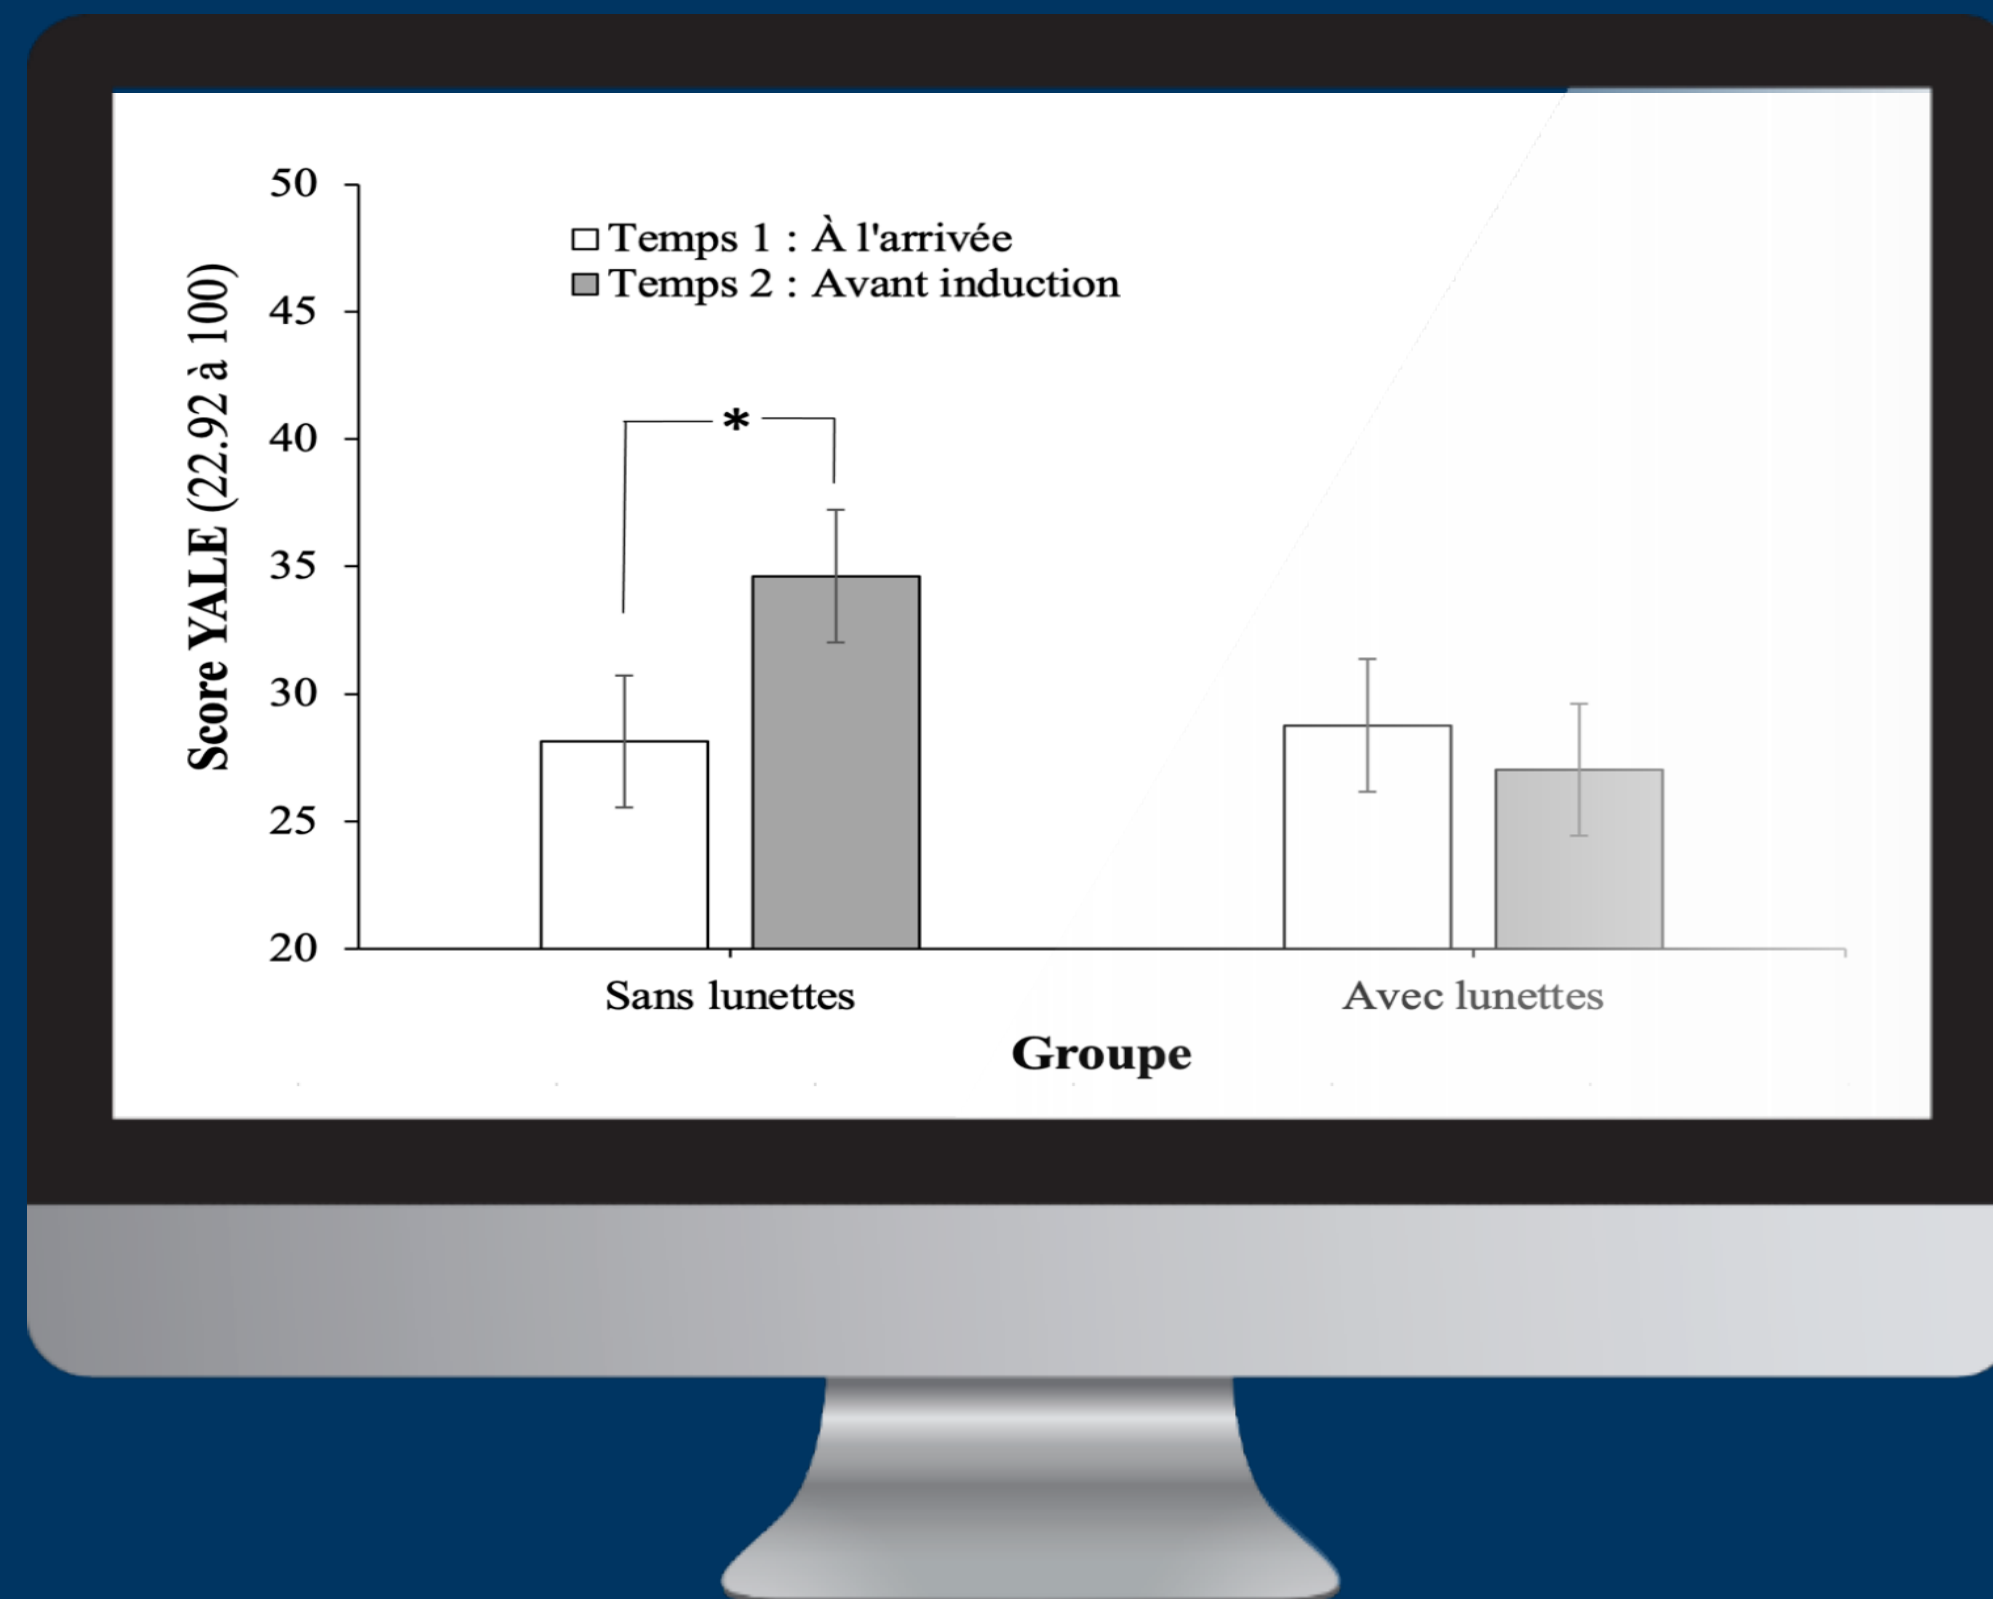 50
Temps 1 : À l'arrivée
Temps 2 : Avant induction
45
40
*
35
30
25
20
Score YALE (22.92 à 100)
Sans lunettes
Avec lunettes
Groupe